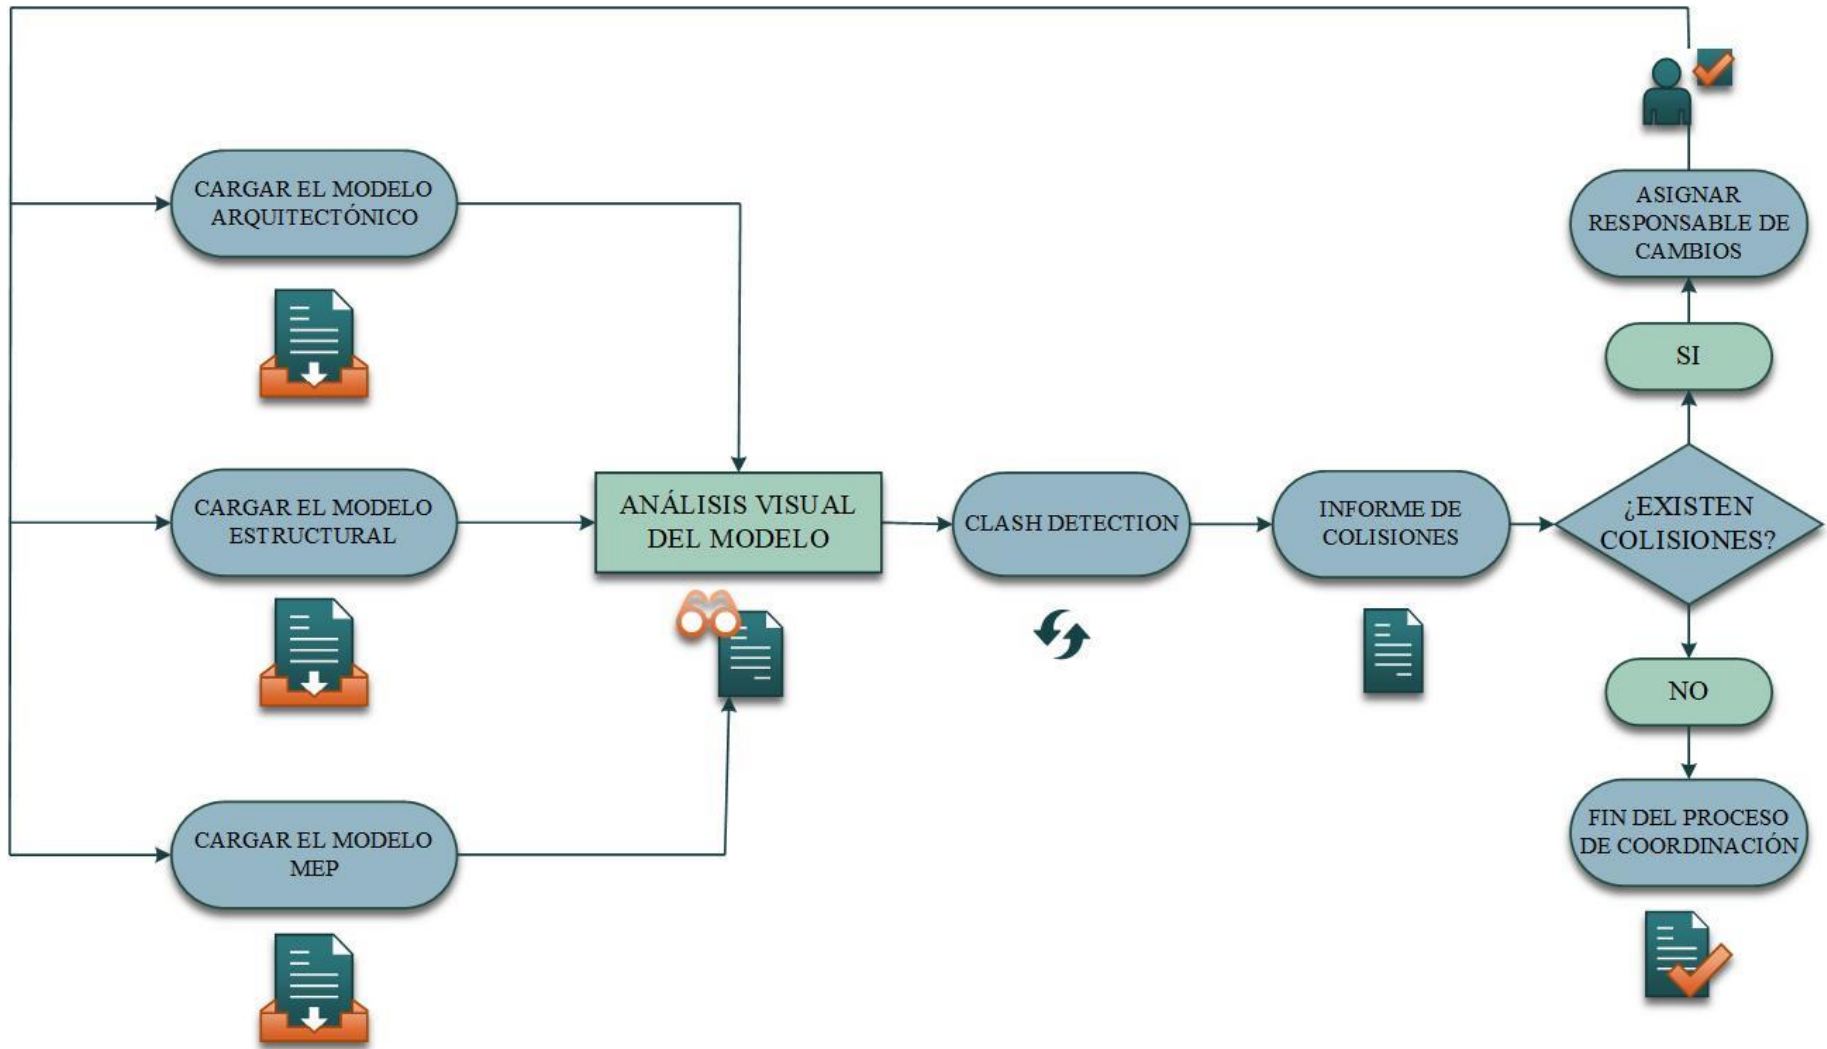 CARGAR EL MODELO
ARQUITECTÓNICO
CARGAR EL MODELO
ESTRUCTURAL
CARGAR EL MODELO
MEP
ANÁLISIS VISUAL
DEL MODELO
CLASH DETECTION
INFORME DE
COLISIONES
¿EXISTEN
COLISIONES?
SI
ASIGNAR
RESPONSABLE DE
CAMBIOS
NO
FIN DEL PROCESO
DE COORDINACIÓN